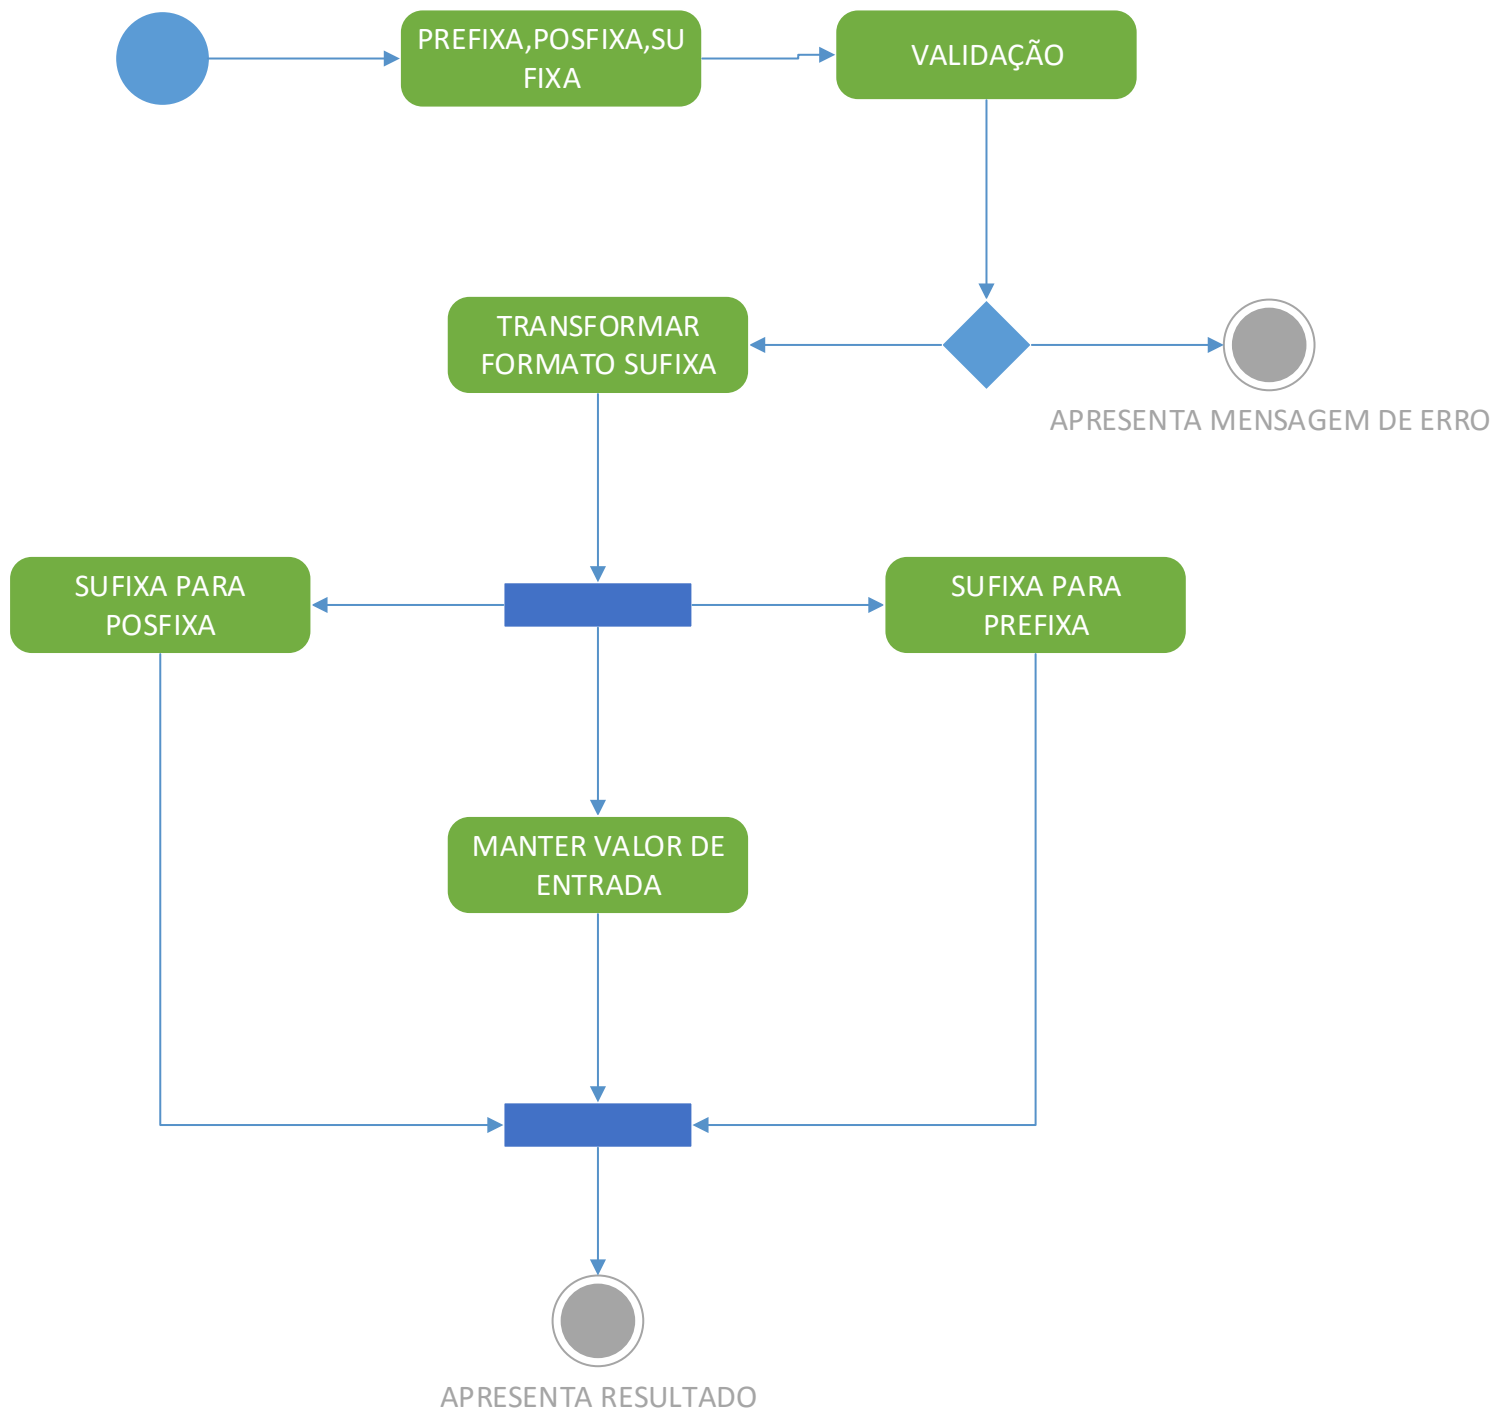 PREFIXA,POSFIXA,SU
FIXA
VALIDAÇÃO
TRANSFORMAR
FORMATO SUFIXA
APRESENTA MENSAGEM DE ERRO
SUFIXA PARA
POSFIXA
SUFIXA PARA
PREFIXA
MANTER VALOR DE
ENTRADA
APRESENTA RESULTADO